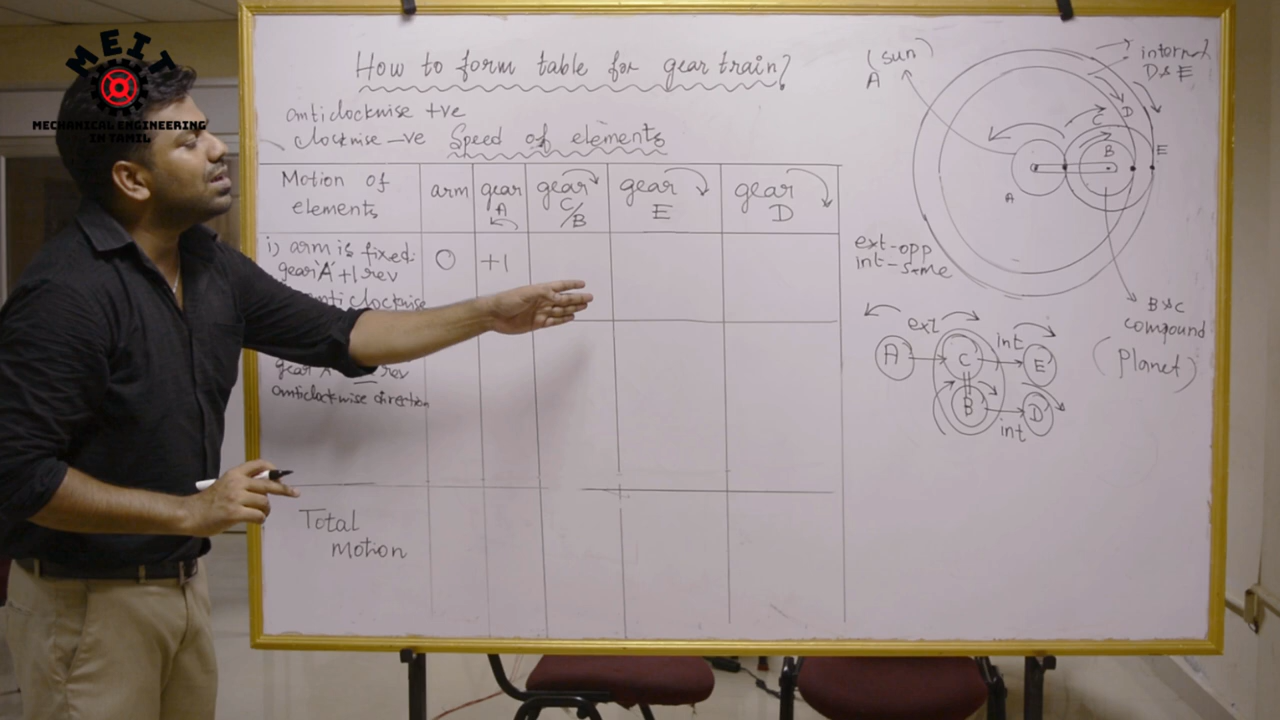 MEIT
MECHANICAL ENGINEERING
IN TAMIL
How to form table for gear train?
anticlockwise +ve
clockwise -ve Speed of elements
Motion of elements
arm
gear A
gear C/B
gear E
gear D
i) arm is fixed.
gear 'A' +1 rev
anticlockwise
0
+1
gear rev
anticlockwise direction
Total
motion
(sun)
A
internal
D & E
C
D
B
E
A
ext-opp
int-same
B & C
compound
(Planet)
ext
int
A
C
E
B
D
int